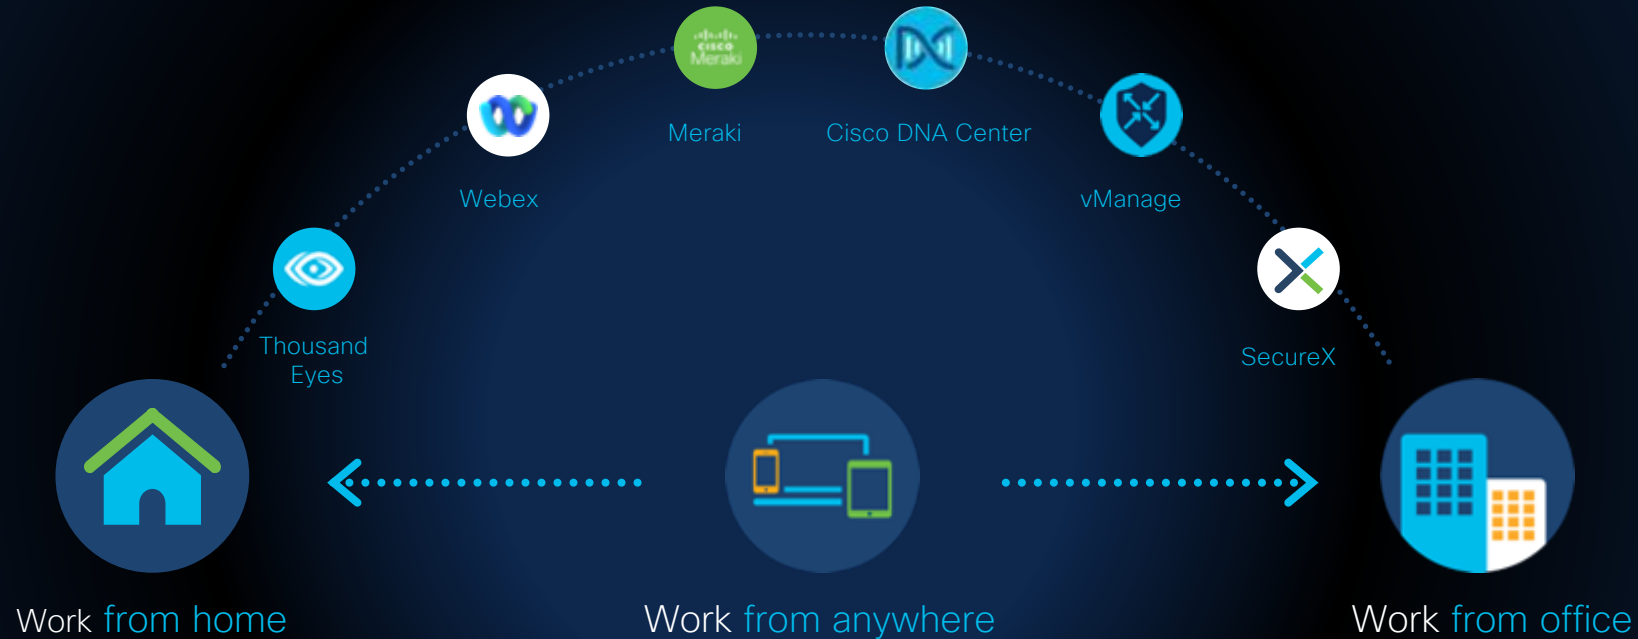 CISCO
Meraki
Meraki
Cisco DNA Center
Webex
vManage
Thousand
Eyes
SecureX
Work from home
Work from anywhere
Work from office